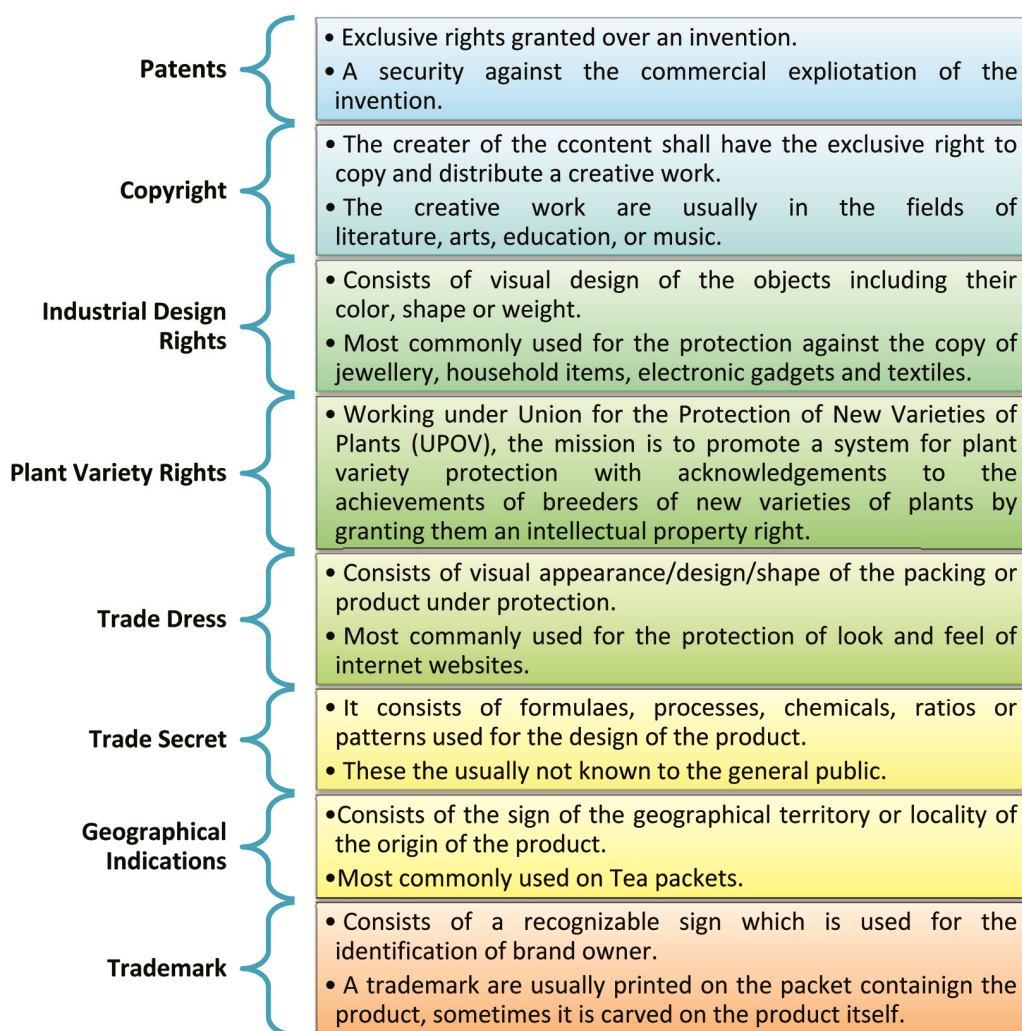 Patents
• Exclusive rights granted over an invention.
• A security against the commercial expliotation of the
invention.
Copyright
• The creater of the ccontent shall have the exclusive right to
copy and distribute a creative work.
• The creative work are usually in the fields of
literature, arts, education, or music.
Industrial Design
Rights
• Consists of visual design of the objects including their
color, shape or weight.
• Most commonly used for the protection against the copy of
jewellery, household items, electronic gadgets and textiles.
Plant Variety Rights
• Working under Union for the Protection of New Varieties of
Plants (UPOV), the mission is to promote a system for plant
variety protection with acknowledgements to the
achievements of breeders of new varieties of plants by
granting them an intellectual property right.
Trade Dress
• Consists of visual appearance/design/shape of the packing or
product under protection.
• Most commanly used for the protection of look and feel of
internet websites.
Trade Secret
• It consists of formulaes, processes, chemicals, ratios or
patterns used for the design of the product.
• These the usually not known to the general public.
Geographical
Indications
•Consists of the sign of the geographical territory or locality of
the origin of the product.
•Most commonly used on Tea packets.
Trademark
• Consists of a recognizable sign which is used for the
identification of brand owner.
• A trademark are usually printed on the packet containign the
product, sometimes it is carved on the product itself.